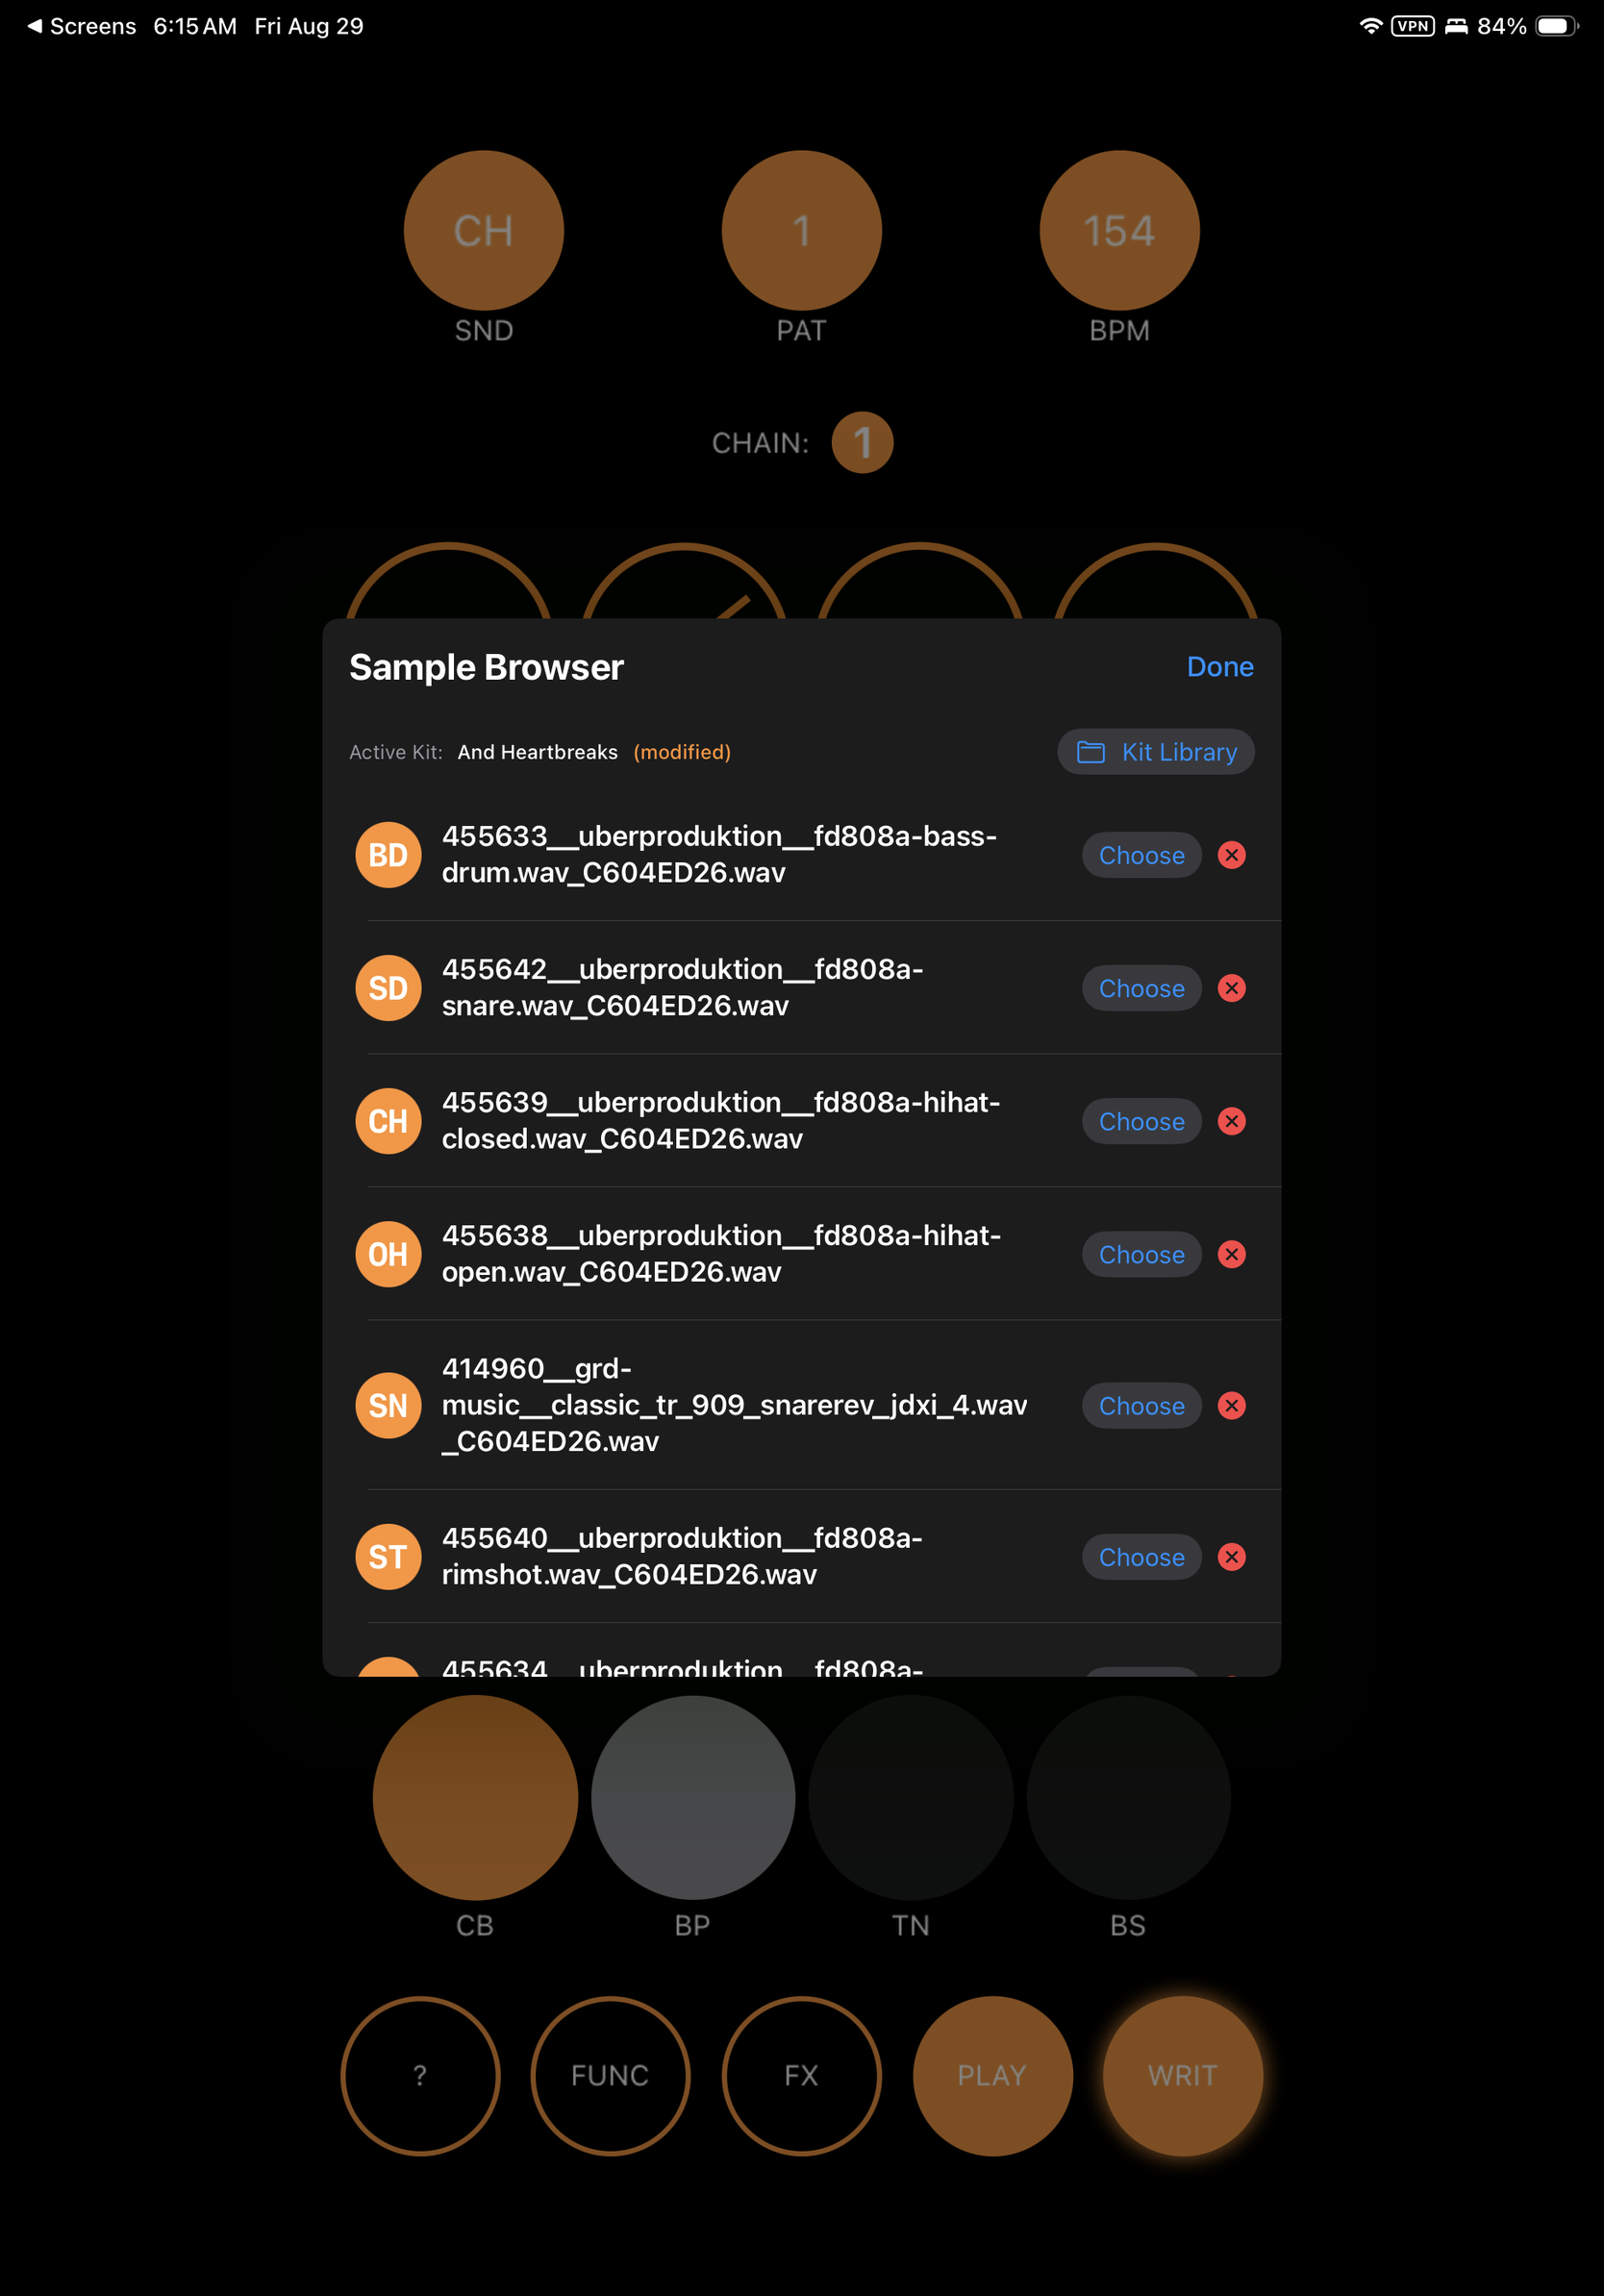 Screens 6:15 AM Fri Aug 29 VPN 84%
CH 1 154
SND PAT BPM
CHAIN: 1
Sample Browser Done
Active Kit: And Heartbreaks (modified) Kit Library
BD 455633__uberproduktion__fd808a-bass-
drum.wav_C604ED26.wav Choose
SD 455642__uberproduktion__fd808a-
snare.wav_C604ED26.wav Choose
CH 455639__uberproduktion__fd808a-hihat-
closed.wav_C604ED26.wav Choose
OH 455638__uberproduktion__fd808a-hihat-
open.wav_C604ED26.wav Choose
SN 414960__grd-
music__classic_tr_909_snarerev_jdxi_4.wav Choose
_C604ED26.wav
ST 455640__uberproduktion__fd808a-
rimshot.wav_C604ED26.wav Choose
455634__uberproduktion__fd808a-
CB BP TN BS
? FUNC FX PLAY WRIT